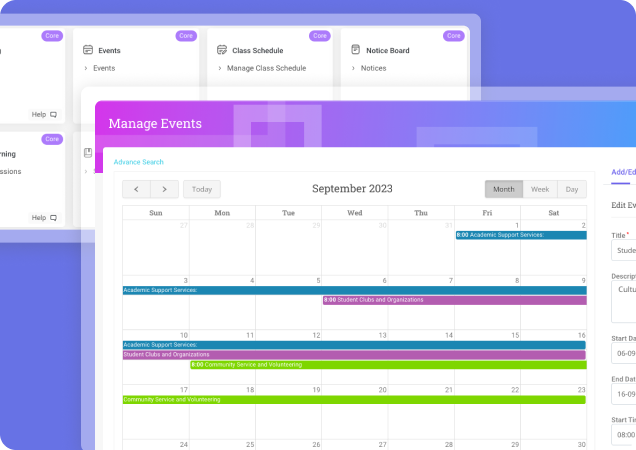 Core
Core
Core
Core
Events
Class Schedule
Notice Board
› Events
› Manage Class Schedule
› Notices
Help
Core
Help
Manage Events
Advance Search
Add/Ed
< >
Today
September 2023
Month
Week
Day
Edit Ev
Sun Mon Tue Wed Thu Fri Sat
27 28 29 30 31 1 2
8:00 Academic Support Services:
Title *
Stude
3 4 5 6 7 8 9
Academic Support Services:
8:00 Student Clubs and Organizations
Descript
Cultu
10 11 12 13 14 15 16
Academic Support Services:
Student Clubs and Organizations
8:00 Community Service and Volunteering
Start Da
06-09
17 18 19 20 21 22 23
Community Service and Volunteering
End Dat
16-09
Start Tim
08:00
24 25 26 27 28 29 30